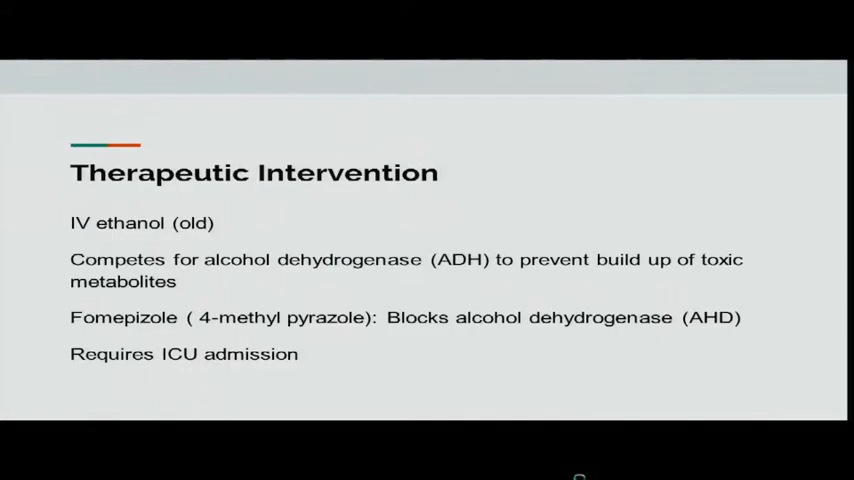 Therapeutic Intervention
IV ethanol (old)
Competes for alcohol dehydrogenase (ADH) to prevent build up of toxic
metabolites
Fomepizole ( 4-methyl pyrazole): Blocks alcohol dehydrogenase (AHD)
Requires ICU admission